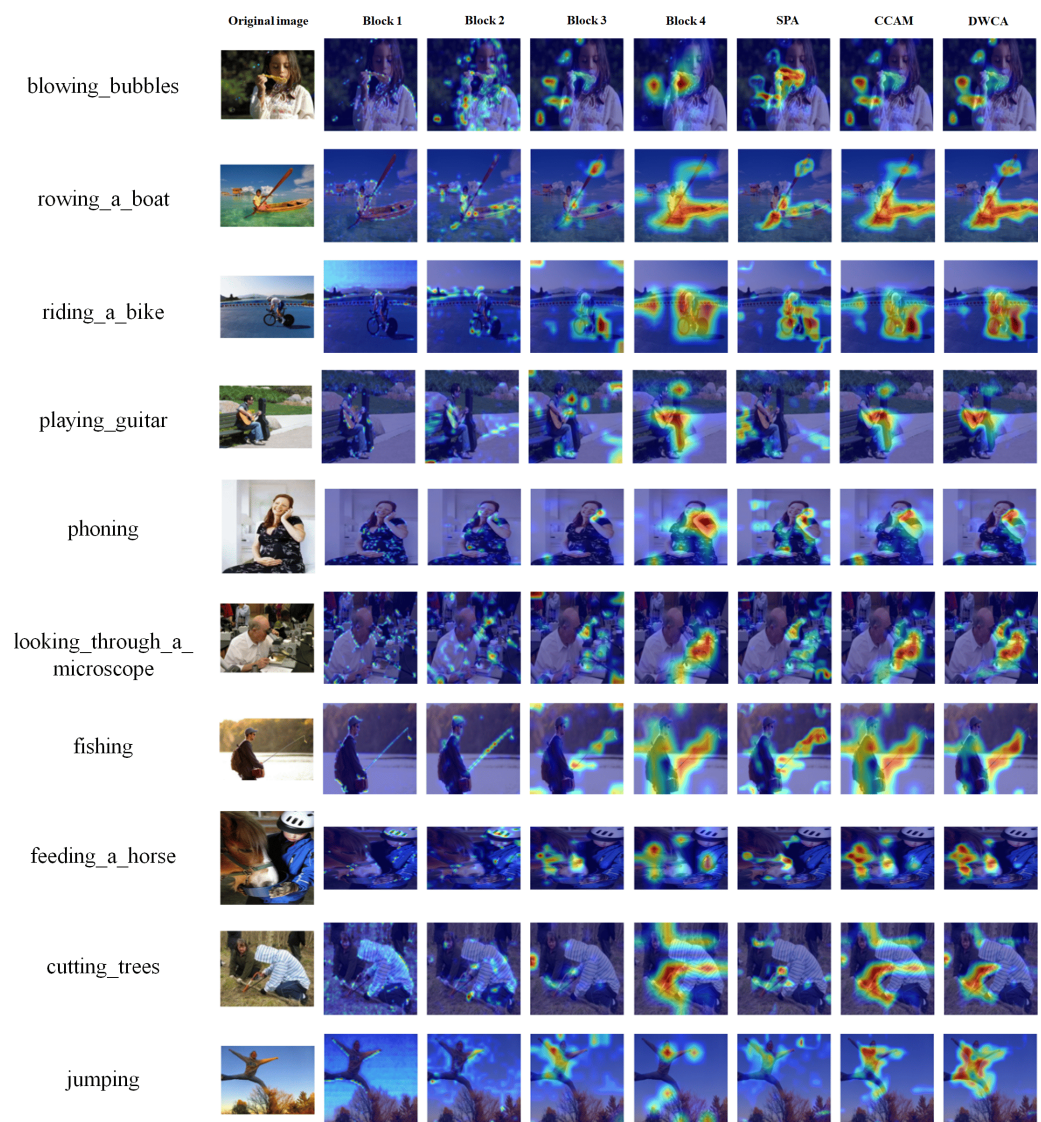 Original image Block 1 Block 2 Block 3 Block 4 SPA CCAM DWCA
blowing_bubbles
rowing_a_boat
riding_a_bike
playing_guitar
phoning
looking_through_a_
microscope
fishing
feeding_a_horse
cutting_trees
jumping